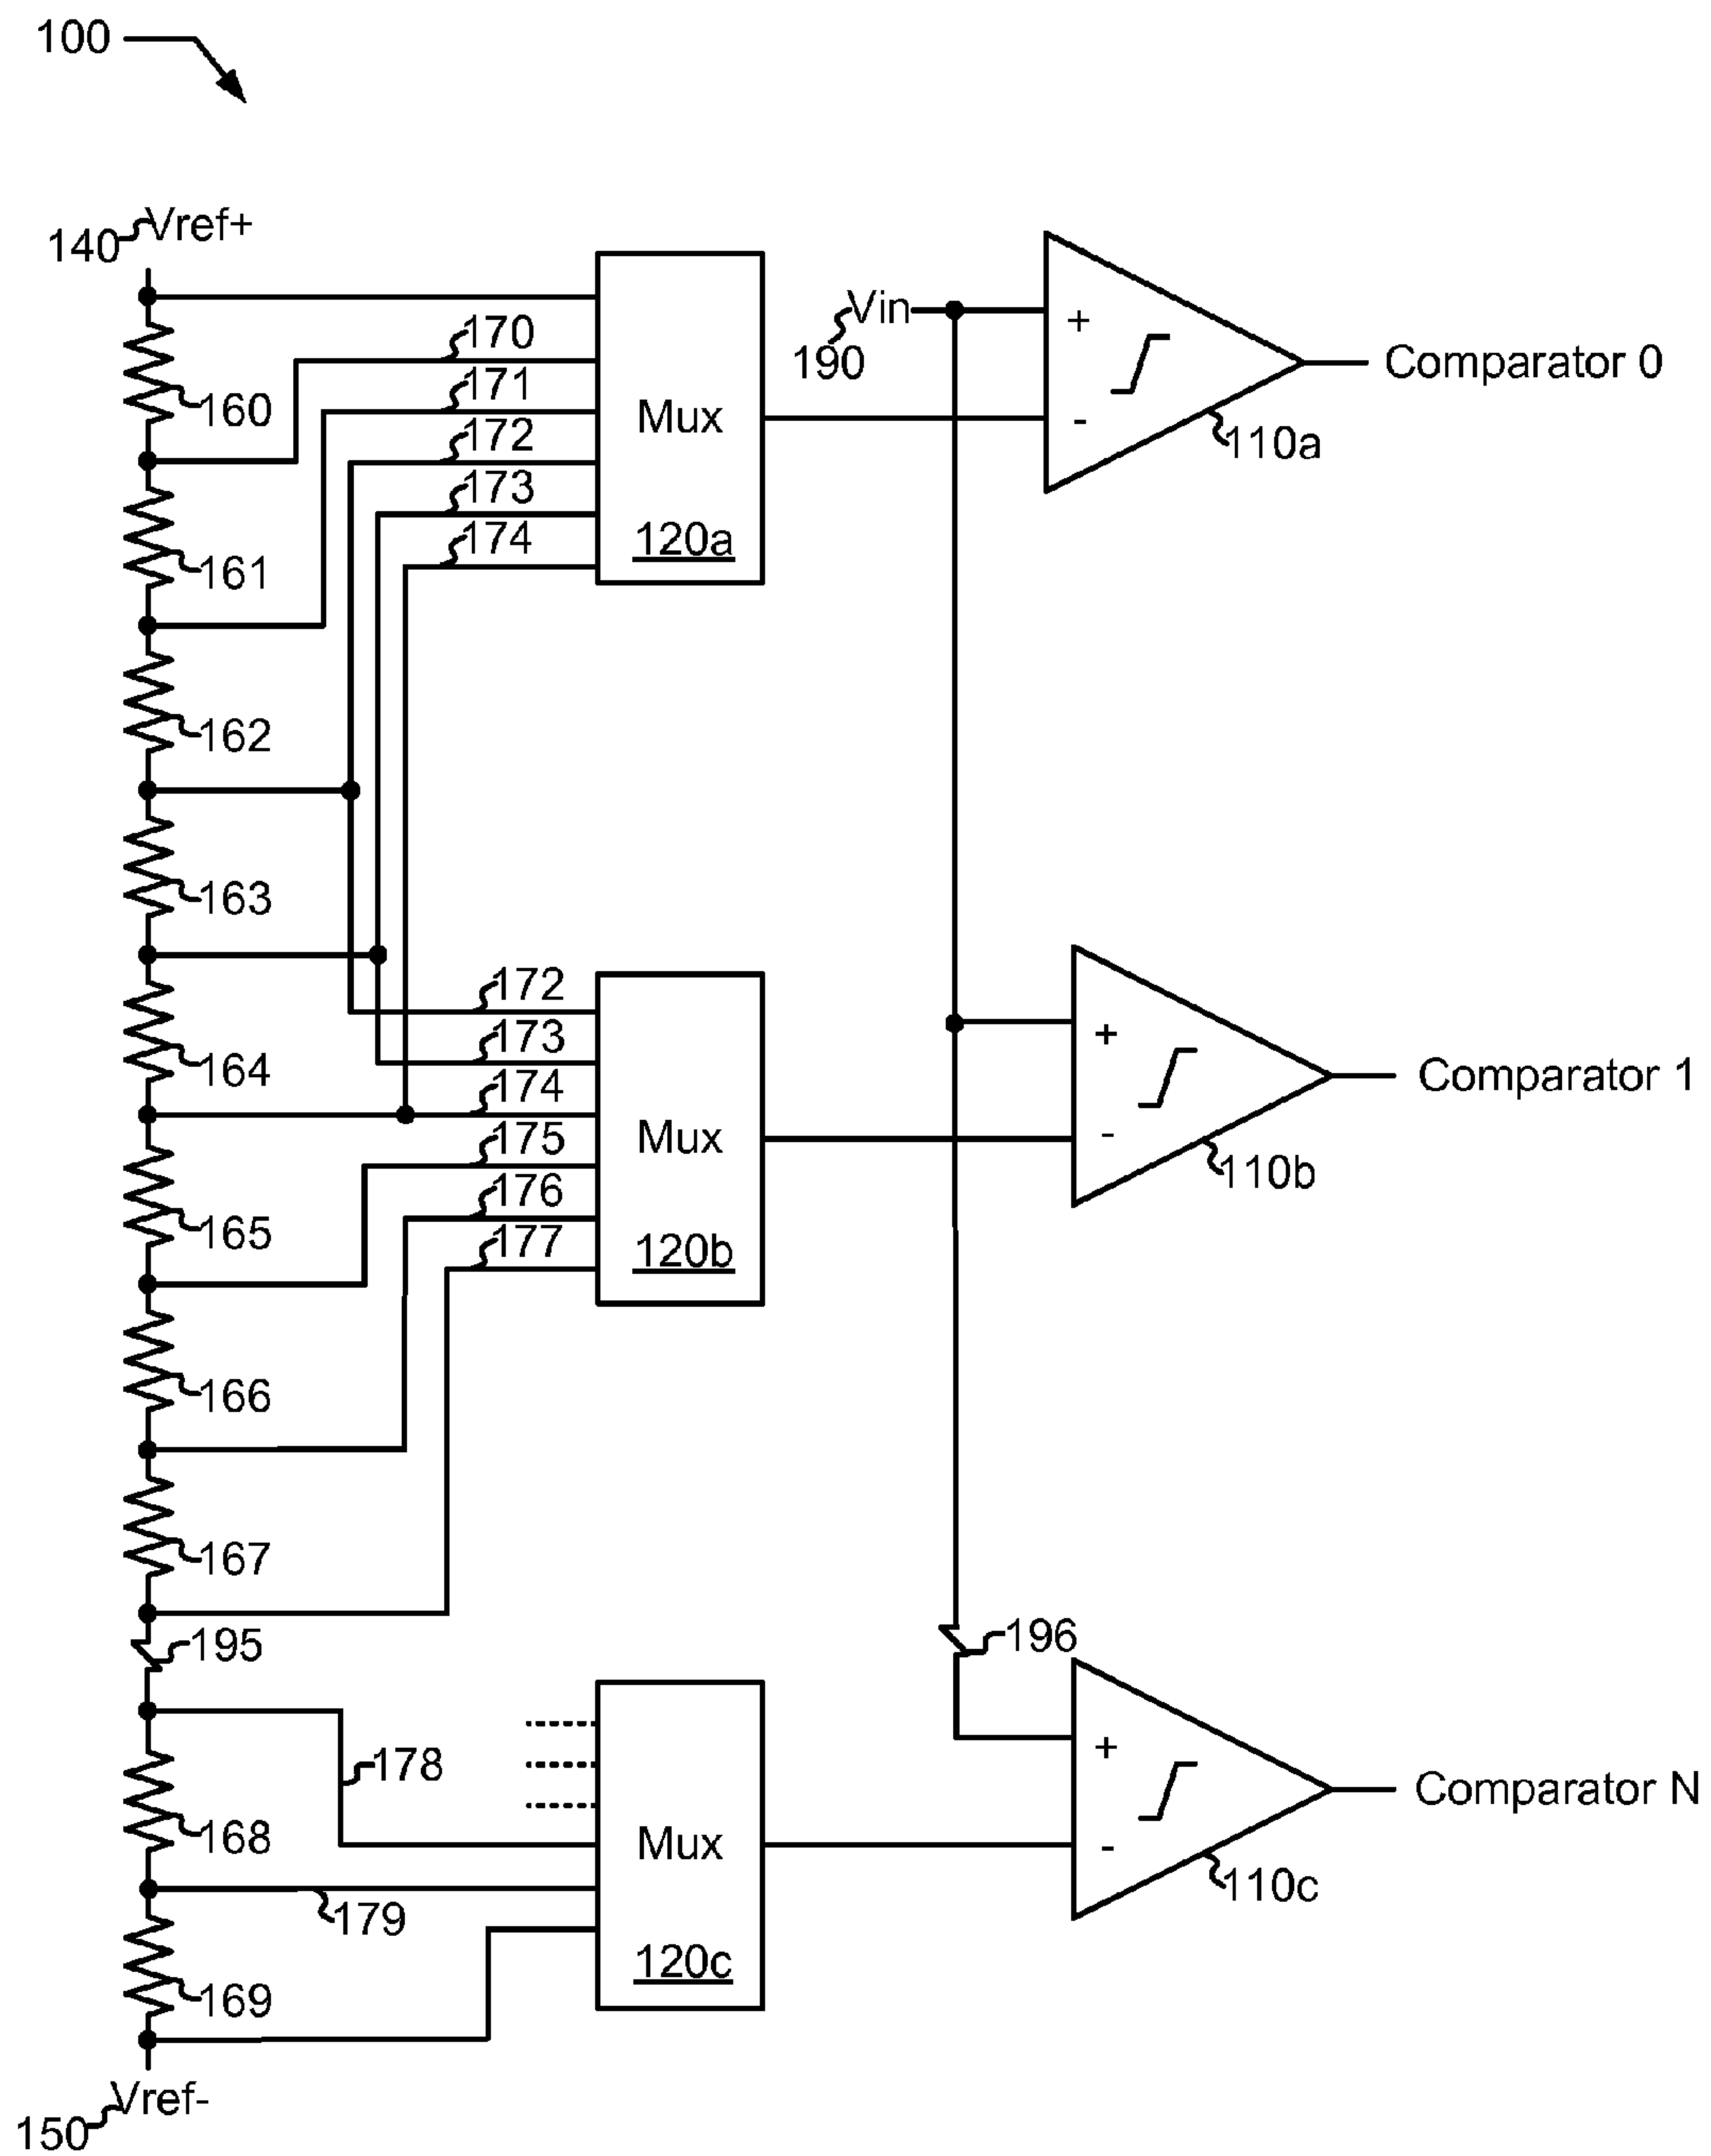 100
Vref+
140
170
171
172
173
174
Mux
120a
Vin
190
+
-
Comparator 0
110a
160
161
162
163
164
165
166
167
172
173
174
175
176
177
Mux
120b
+
-
Comparator 1
110b
195
196
178
168
179
169
Mux
120c
+
-
Comparator N
110c
Vref-
150